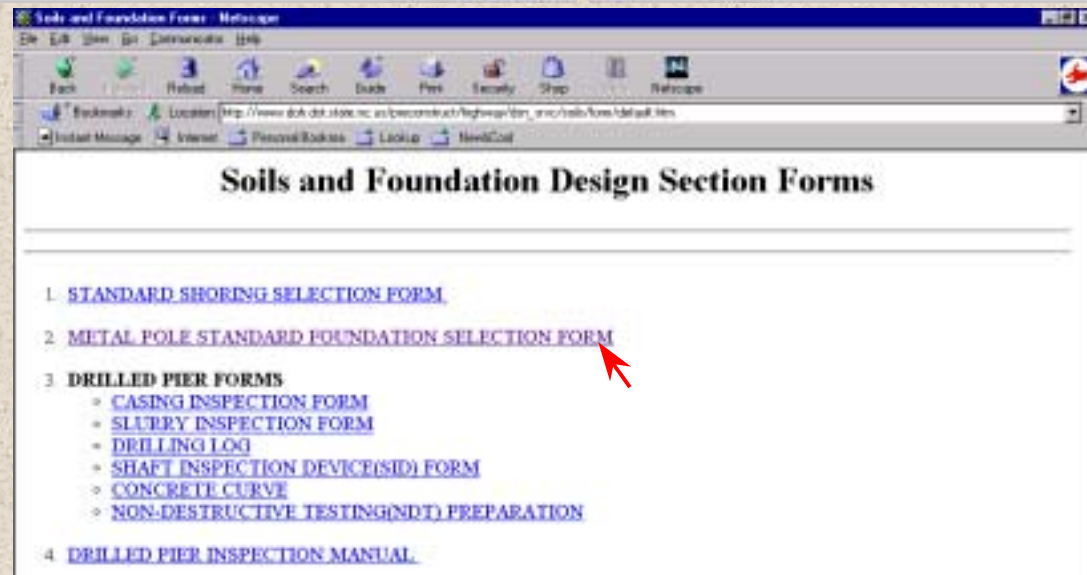 Soils and Foundation Forms - Netscape
File Edit View Go Communicator Help
Back Reload Home Search Guide Print Security Shop Netscape
Bookmarks Location:
Instant Message Internet Lookup New&Cool
Soils and Foundation Design Section Forms
1. STANDARD SHORING SELECTION FORM
2. METAL POLE STANDARD FOUNDATION SELECTION FORM
3. DRILLED PIER FORMS
CASING INSPECTION FORM
SLURRY INSPECTION FORM
DRILLING LOG
SHAFT INSPECTION DEVICE(SID) FORM
CONCRETE CURVE
NON-DESTRUCTIVE TESTING(NDT) PREPARATION
4. DRILLED PIER INSPECTION MANUAL